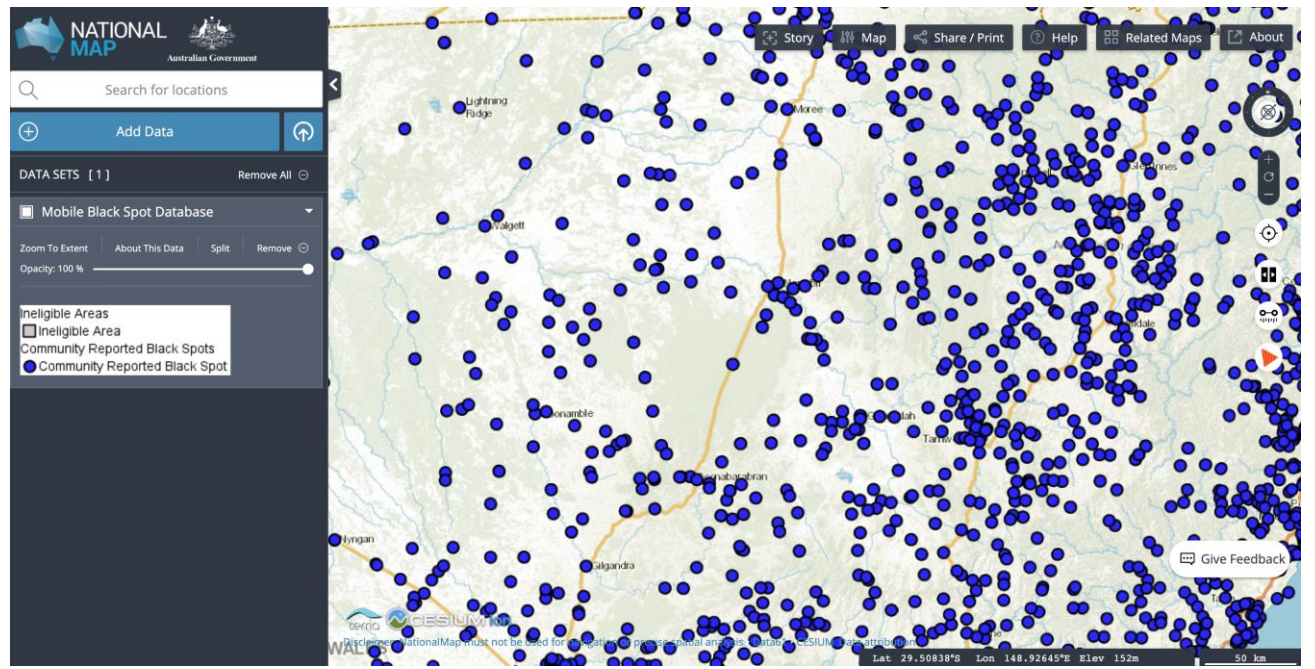 NATIONAL
MAP
Australian Government
Search for locations
Add Data
DATA SETS [ 1 ]
Remove All
Mobile Black Spot Database
Zoom To Extent
About This Data
Split
Remove
Opacity: 100 %
Ineligible Areas
Ineligible Area
Community Reported Black Spots
Community Reported Black Spot
Story
Map
Share / Print
Help
Related Maps
About
Lightning
Ridge
Moree
Walgett
Nyngan
Gilgandra
Give Feedback
terria
CESIUM ion
Lat 29.50838°S Lon 148.92645°E Elev 152m
50 km